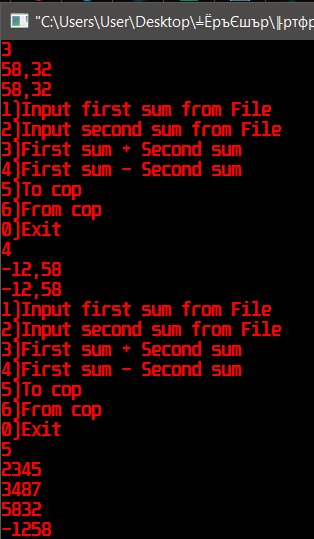 "C:\Users\User\Desktop\╧ЁръЄшър\╟ртфр
3
58,32
58,32
1)Input first sum from File
2)Input second sum from File
3)First sum + Second sum
4)First sum - Second sum
5)To cop
6)From cop
0)Exit
4
-12,58
-12,58
1)Input first sum from File
2)Input second sum from File
3)First sum + Second sum
4)First sum - Second sum
5)To cop
6)From cop
0)Exit
5
2345
3487
5832
-1258